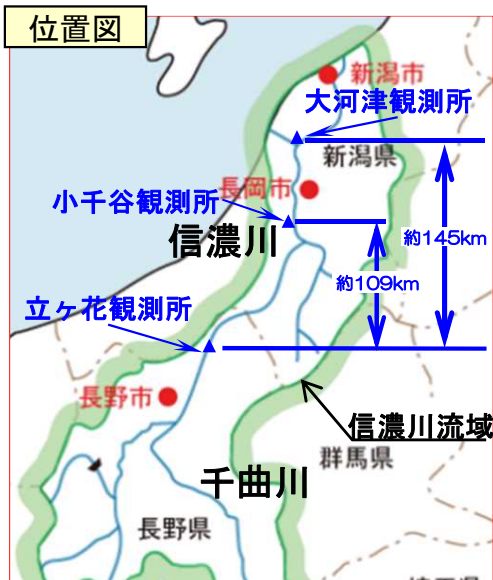 位置図
新潟市
大河津観測所
新潟県
長岡市
小千谷観測所
信濃川
約145km
約109km
立ヶ花観測所
長野市
信濃川流域
群馬県
千曲川
長野県